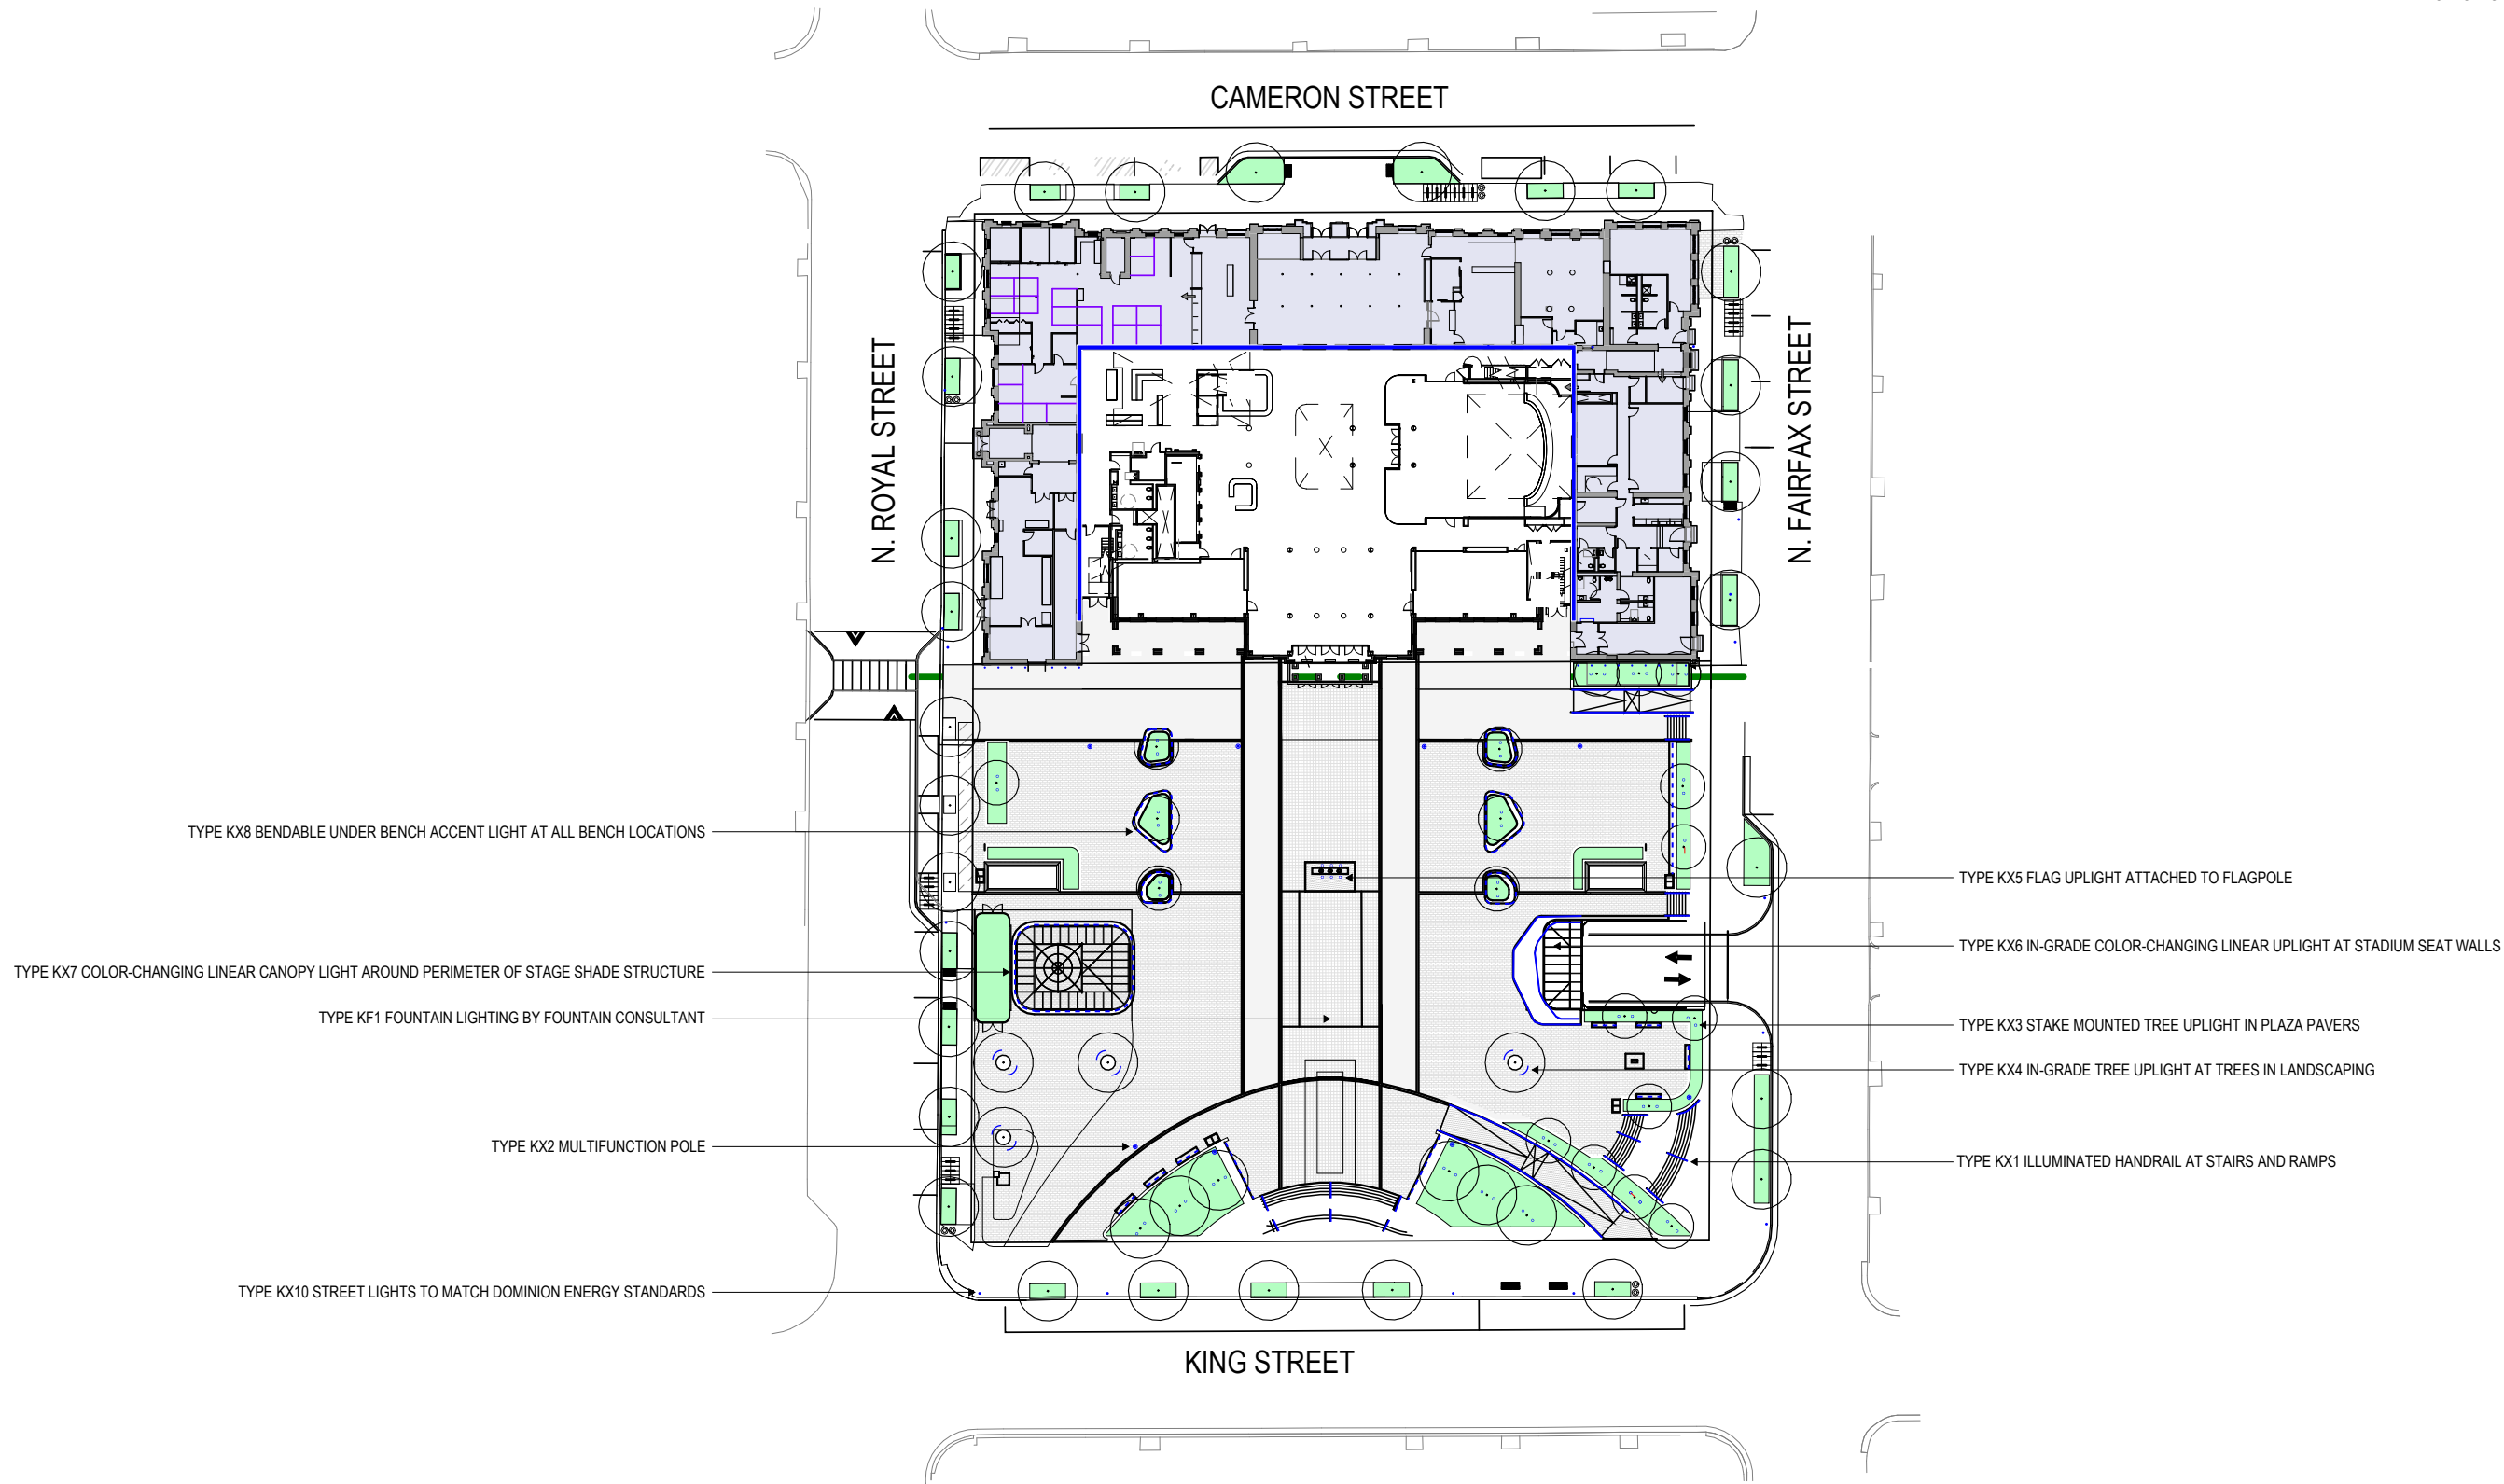 CAMERON STREET
N. ROYAL STREET
N. FAIRFAX STREET
TYPE KX8 BENDABLE UNDER BENCH ACCENT LIGHT AT ALL BENCH LOCATIONS
TYPE KX5 FLAG UPLIGHT ATTACHED TO FLAGPOLE
TYPE KX6 IN-GRADE COLOR-CHANGING LINEAR UPLIGHT AT STADIUM SEAT WALLS
TYPE KX7 COLOR-CHANGING LINEAR CANOPY LIGHT AROUND PERIMETER OF STAGE SHADE STRUCTURE
TYPE KF1 FOUNTAIN LIGHTING BY FOUNTAIN CONSULTANT
TYPE KX3 STAKE MOUNTED TREE UPLIGHT IN PLAZA PAVERS
TYPE KX4 IN-GRADE TREE UPLIGHT AT TREES IN LANDSCAPING
TYPE KX2 MULTIFUNCTION POLE
TYPE KX1 ILLUMINATED HANDRAIL AT STAIRS AND RAMPS
TYPE KX10 STREET LIGHTS TO MATCH DOMINION ENERGY STANDARDS
KING STREET